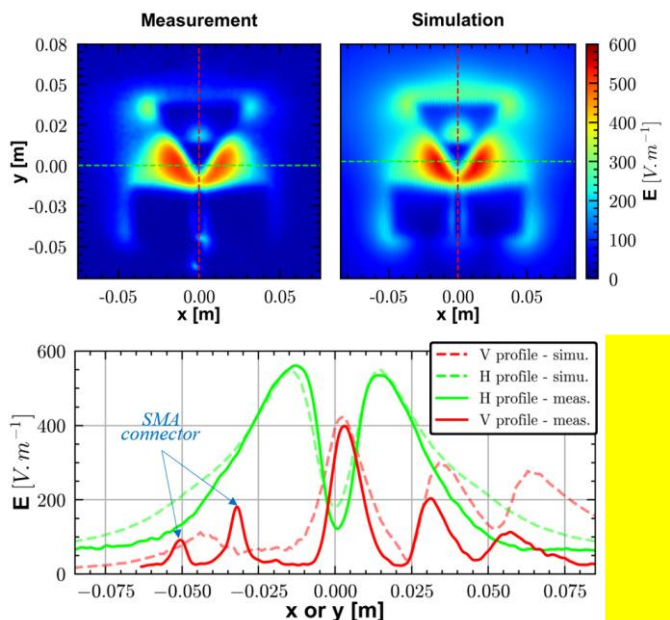 Measurement
Simulation
0.08
0.05
0.02
0.00
-0.03
-0.05
y [m]
-0.05 0.00 0.05
x [m]
-0.05 0.00 0.05
x [m]
600
500
400
300
200
100
0
E [V.m⁻¹]
600
400
200
0
E [V.m⁻¹]
SMA
connector
V profile - simu.
H profile - simu.
H profile - meas.
V profile - meas.
−0.075 −0.050 −0.025 0.000 0.025 0.050 0.075
x or y [m]